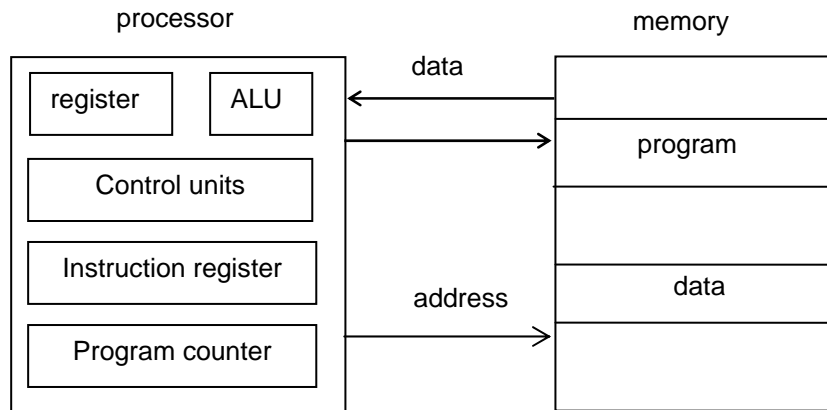 processor
memory
data
register
ALU
program
Control units
Instruction register
data
address
Program counter